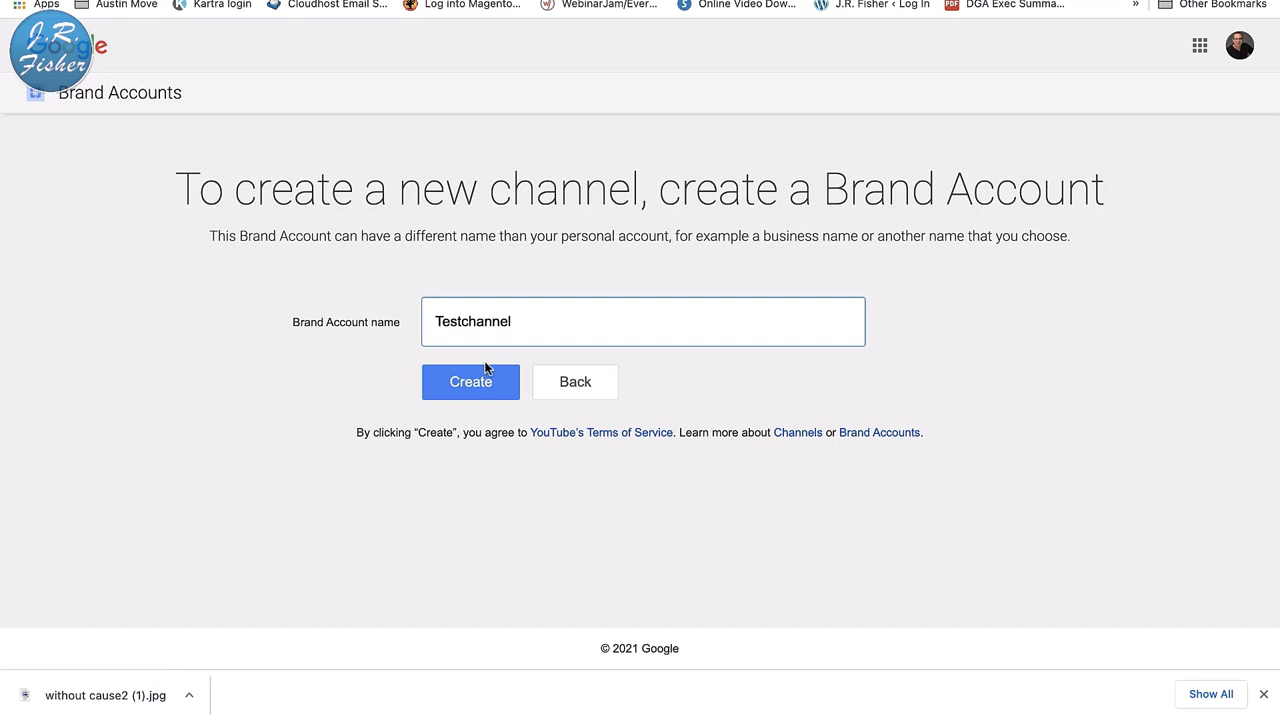 Apps Austin Move Kartra login Cloudhost Email S... Log into Magento... WebinarJam/Ever... Online Video Dow... J.R. Fisher ‹ Log In PDF DGA Exec Summa... » Other Bookmarks
J.R.
Fisher
Google
Brand Accounts
To create a new channel, create a Brand Account
This Brand Account can have a different name than your personal account, for example a business name or another name that you choose.
Brand Account name Testchannel
Create Back
By clicking “Create”, you agree to YouTube’s Terms of Service. Learn more about Channels or Brand Accounts.
© 2021 Google
without cause2 (1).jpg Show All